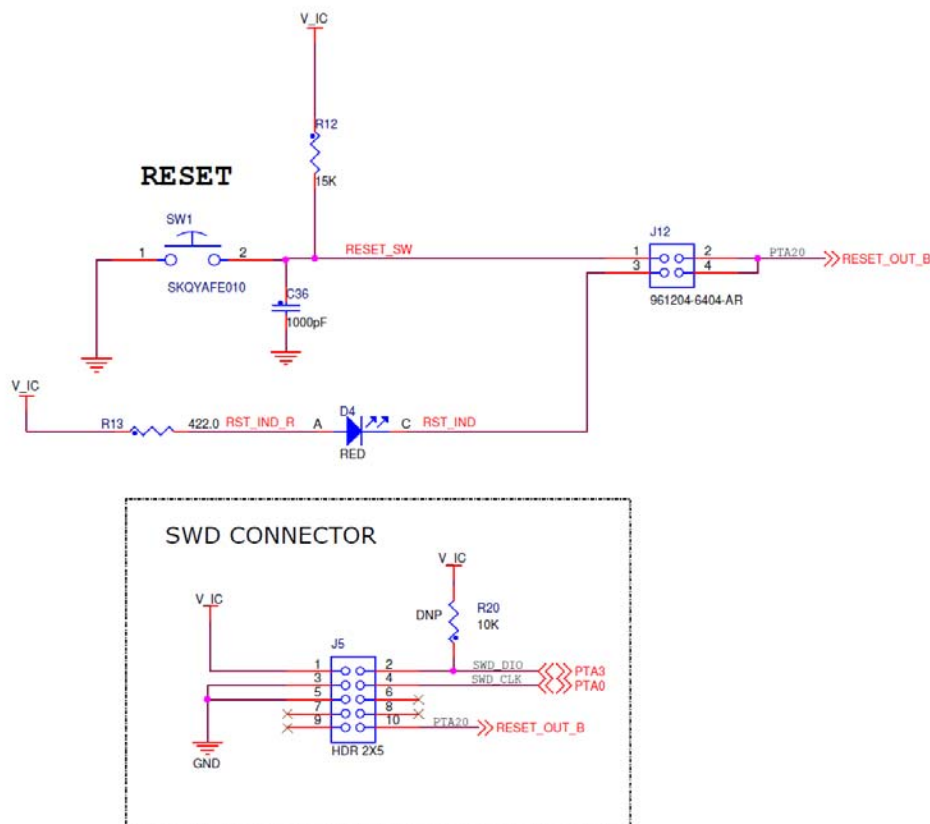 V_IC
R12
15K
RESET
SW1
1 2
SKQYAFE010
RESET_SW
C36
1000pF
J12
1 2
3 4
961204-6404-AR
PTA20
RESET_OUT_B
V_IC
R13
422.0
RST_IND_R
A
D4
C
RST_IND
RED
SWD CONNECTOR
V_IC
DNP
R20
10K
V_IC
J5
1 2
3 4
5 6
7 8
9 10
HDR 2X5
SWD_DIO
PTA3
SWD_CLK
PTA0
PTA20
RESET_OUT_B
GND